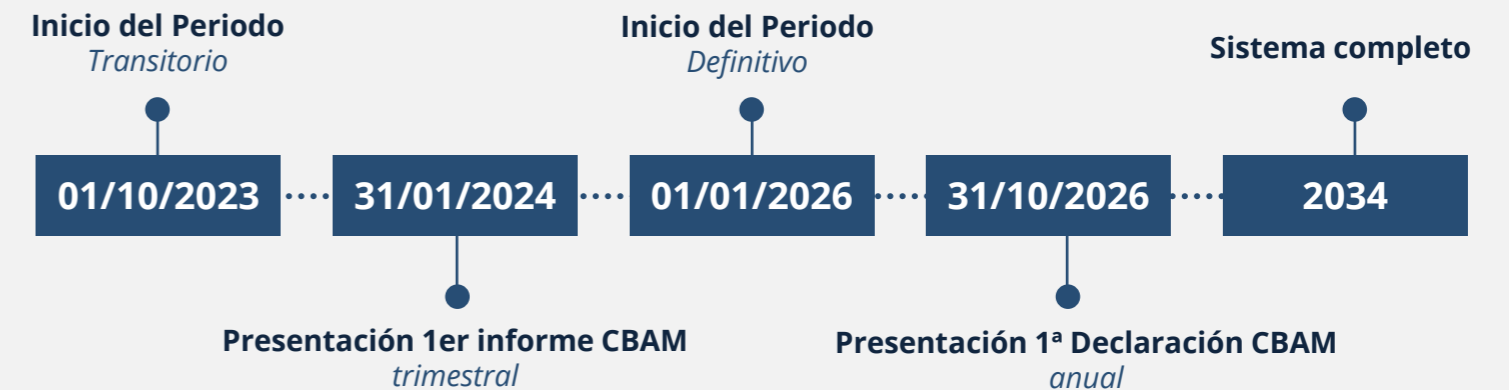 Inicio del Periodo
Transitorio
Inicio del Periodo
Definitivo
Sistema completo
01/10/2023
31/01/2024
01/01/2026
31/10/2026
2034
Presentación 1er informe CBAM
trimestral
Presentación 1ª Declaración CBAM
anual